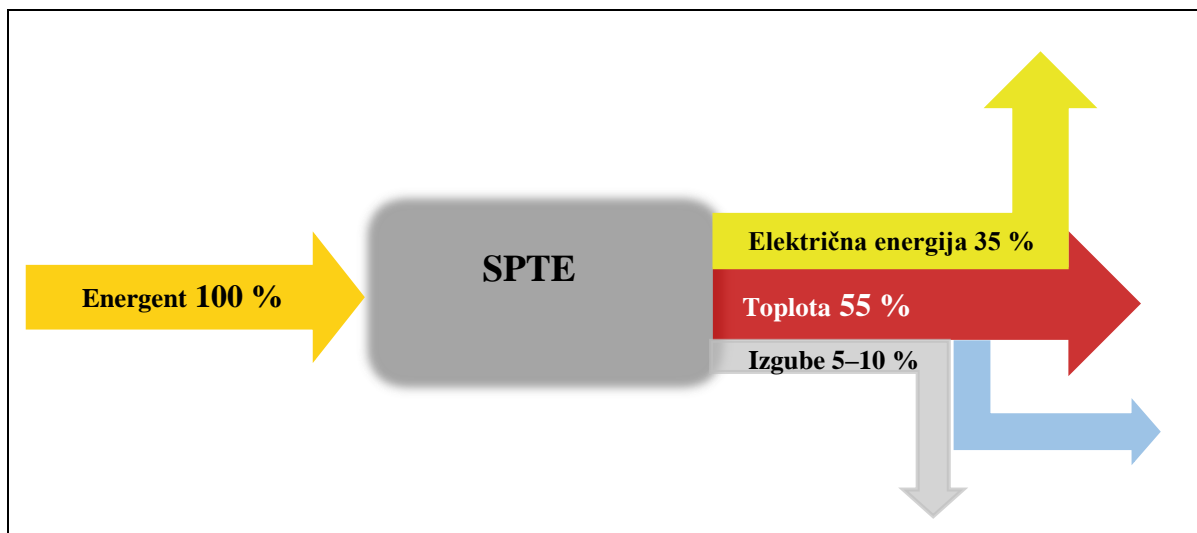 Električna energija 35 %
SPTE
Energent 100 %
Toplota 55 %
Izgube 5–10 %